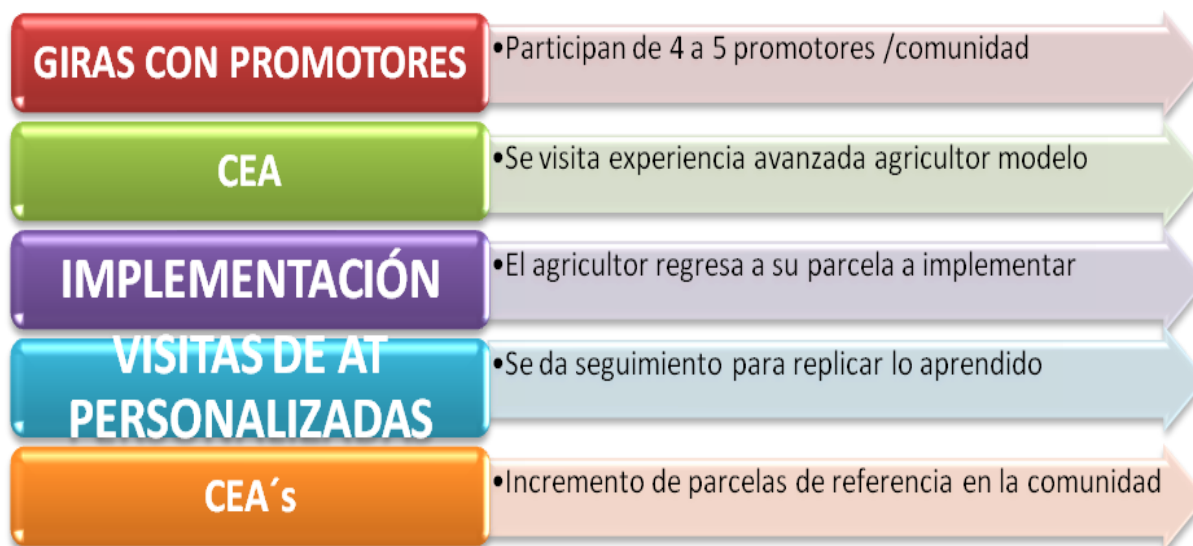 GIRAS CON PROMOTORES
•Participan de 4 a 5 promotores /comunidad
CEA
•Se visita experiencia avanzada agricultor modelo
IMPLEMENTACIÓN
•El agricultor regresa a su parcela a implementar
VISITAS DE AT
PERSONALIZADAS
•Se da seguimiento para replicar lo aprendido
CEA´s
•Incremento de parcelas de referencia en la comunidad